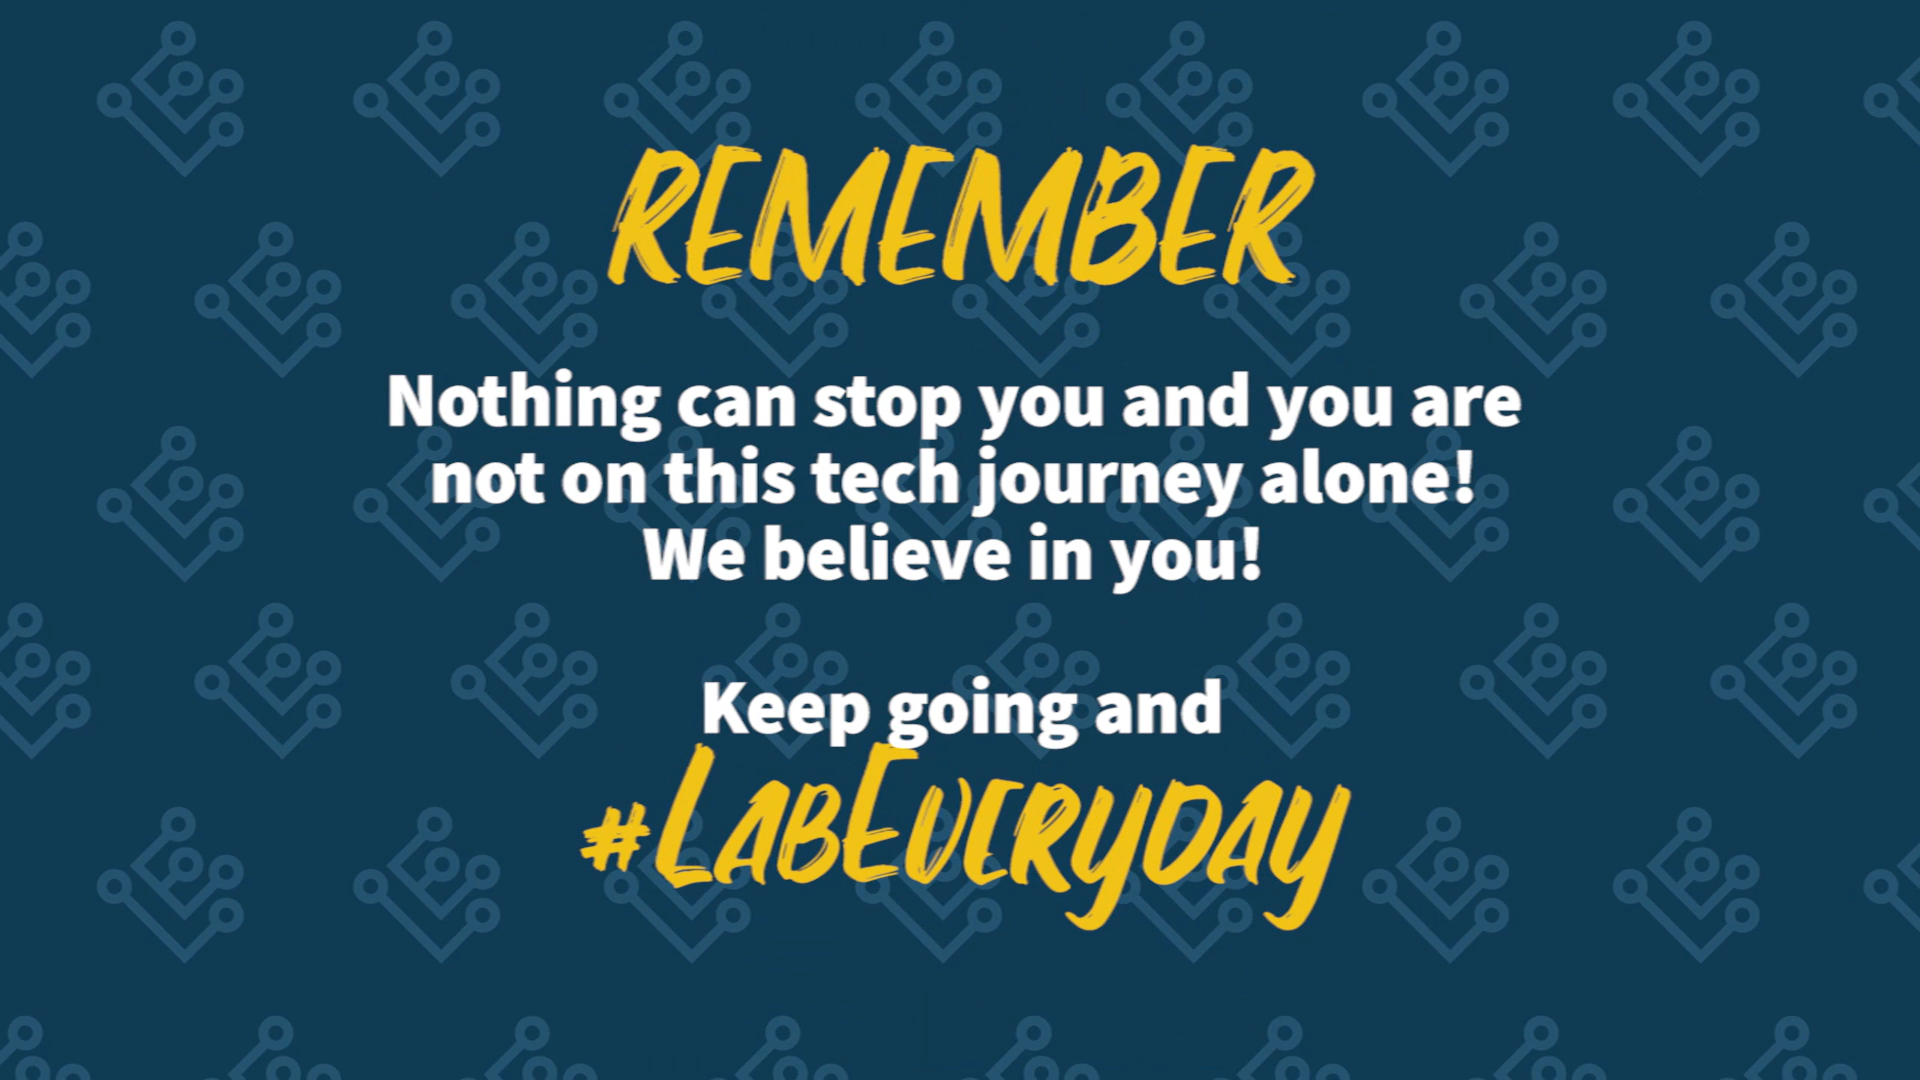 REMEMBER
Nothing can stop you and you are
not on this tech journey alone!
We believe in you!
Keep going and
#LABEVERYDAY